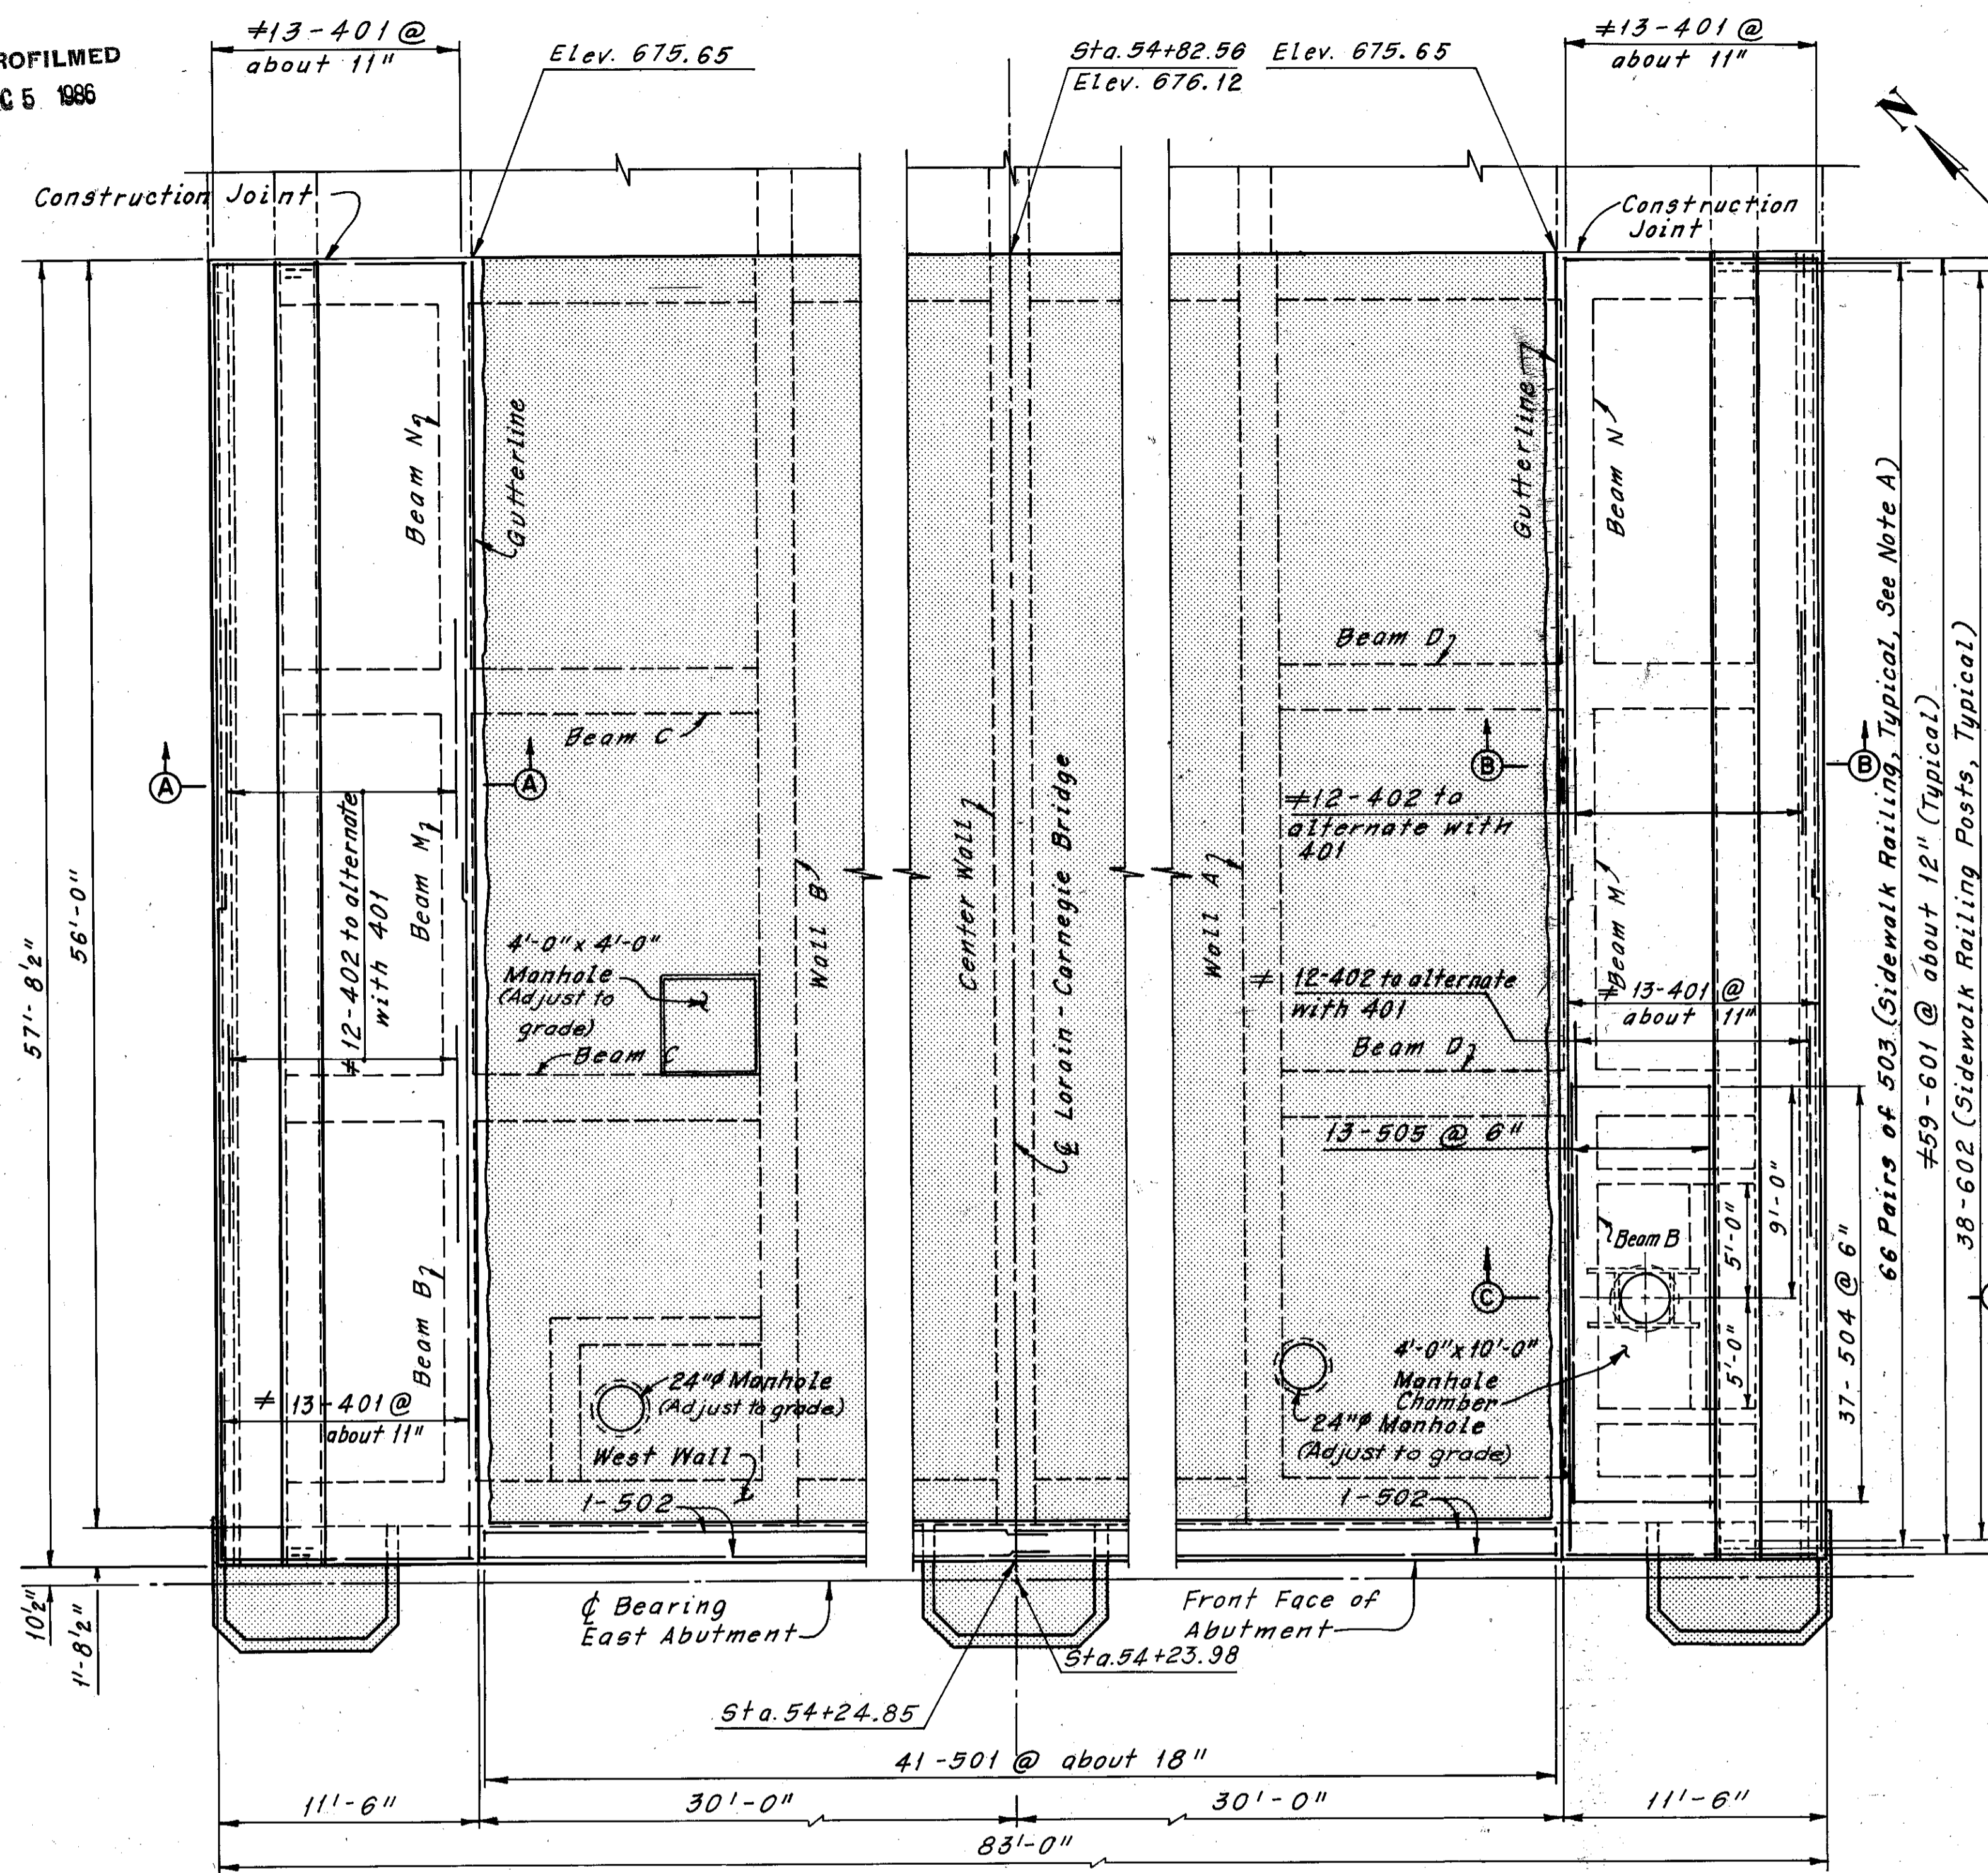 ROFILMED
C 5 1986
≠13-401 @
about 11"
Elev. 675.65
Sta. 54+82.56
Elev. 676.12
Elev. 675.65
≠13-401 @
about 11"
N
Construction Joint
Construction
Joint
57'-8½"
56'-0"
Beam N
Gutterline
Gutterline
Beam N
Beam D
Beam C
A
A
B
B
≠12-402 to alternate
with 401
Beam M
Wall B
Center Wall
₵ Lorain-Carnegie Bridge
Wall A
≠12-402 to
alternate with
401
Beam M
4'-0" x 4'-0"
Manhole
(Adjust to
grade)
Beam C
≠ 12-402 to alternate
with 401
≠ 13-401 @
about 11"
Beam D
13-505 @ 6"
66 Pairs of 503 (Sidewalk Railing, Typical, See Note A)
≠59-601 @ about 12" (Typical)
38-602 (Sidewalk Railing Posts, Typical)
Beam B
Beam B
5'-0"
9'-0"
5'-0"
37-504 @ 6"
C
24"ø Manhole
(Adjust to grade)
4'-0" x 10'-0"
Manhole
Chamber
24"ø Manhole
(Adjust to grade)
≠ 13-401 @
about 11"
West Wall
1-502
1-502
10½"
1'-8½"
₵ Bearing
East Abutment
Front Face of
Abutment
Sta. 54+23.98
Sta. 54+24.85
41-501 @ about 18"
11'-6"
30'-0"
30'-0"
11'-6"
83'-0"